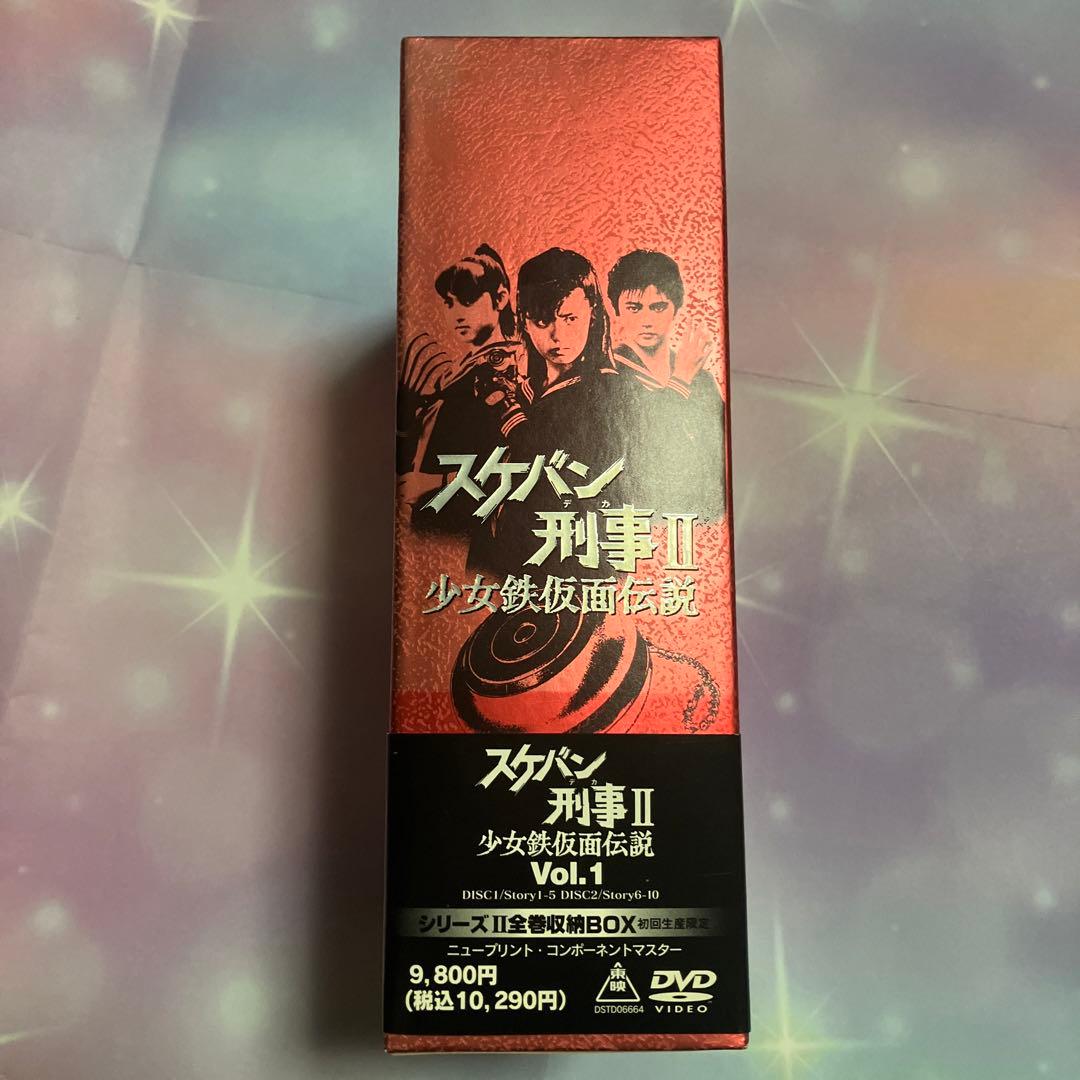 スケバン
デカ
刑事Ⅱ
少女鉄仮面伝説
スケバン
デカ
刑事Ⅱ
少女鉄仮面伝説
Vol.1
DISC1/Story1-5 DISC2/Story6-10
シリーズⅡ全巻収納BOX初回生産限定
ニュープリント・コンポーネントマスター
9,800円
(税込10,290円)
東映
DSTD06664
DVD
VIDEO